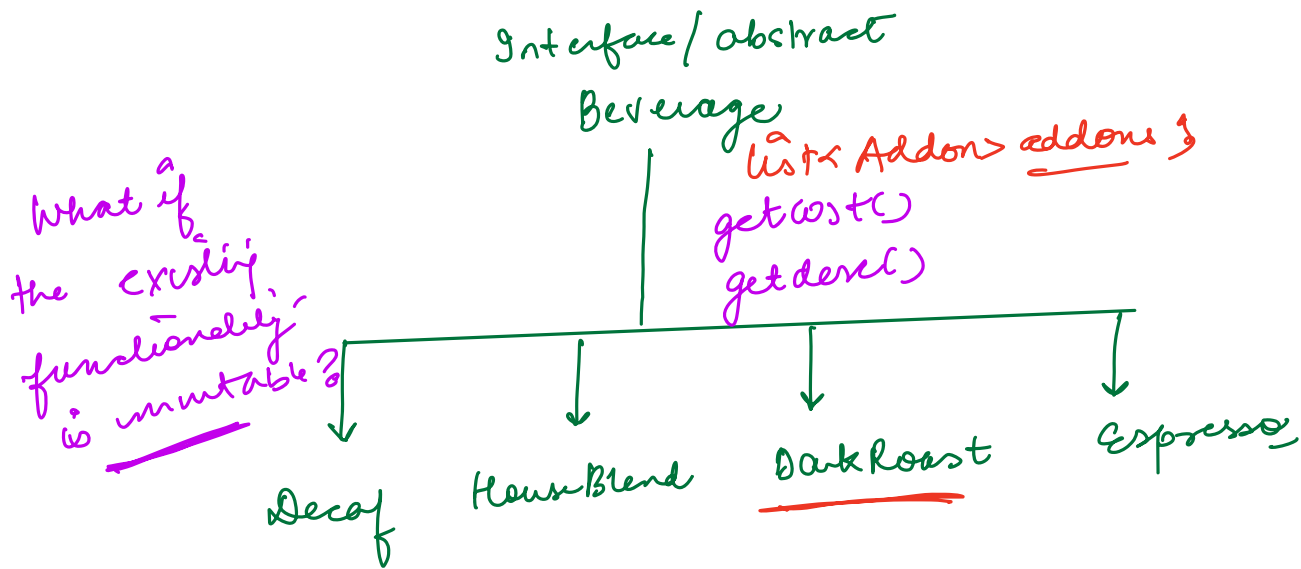 Interface/abstract
Beverage
List<Addon> addons;
getcost()
getdesc()
What if
the existing
functionality
is immutable?
Decaf
HouseBlend
DarkRoast
Espresso